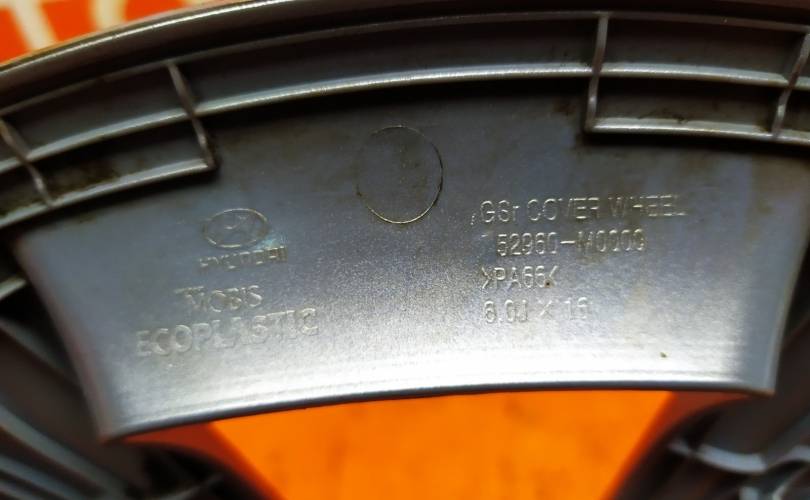 HYUNDAI
MOBIS
ECOPLASTIC
GSr COVER WHEEL
52960-M0000
>PA66<
6.0J × 16